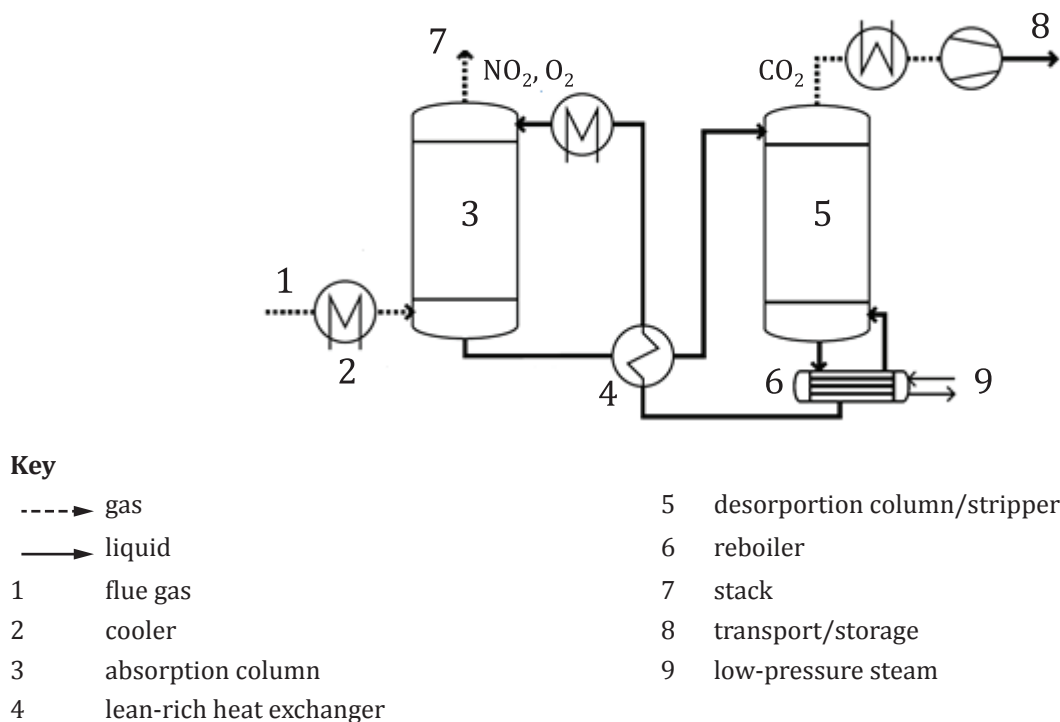 7
8
NO₂, O₂
CO₂
3
5
1
2
4
6
9
Key
gas
liquid
1 flue gas
2 cooler
3 absorption column
4 lean-rich heat exchanger
5 desorportion column/stripper
6 reboiler
7 stack
8 transport/storage
9 low-pressure steam